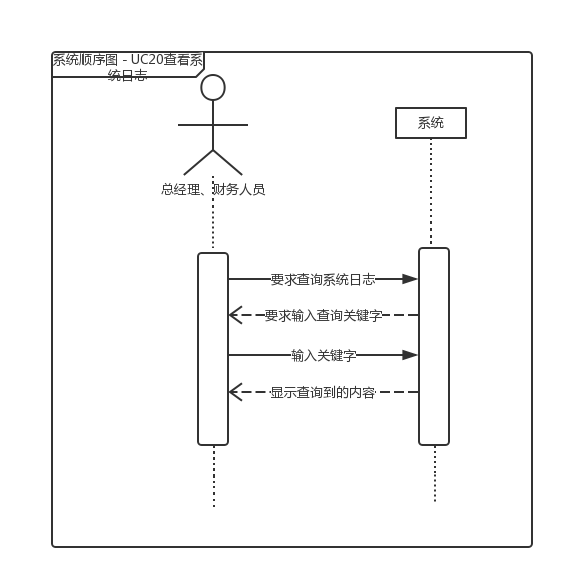 系统顺序图 - UC20查看系
统日志
系统
总经理、财务人员
要求查询系统日志
要求输入查询关键字
输入关键字
显示查询到的内容